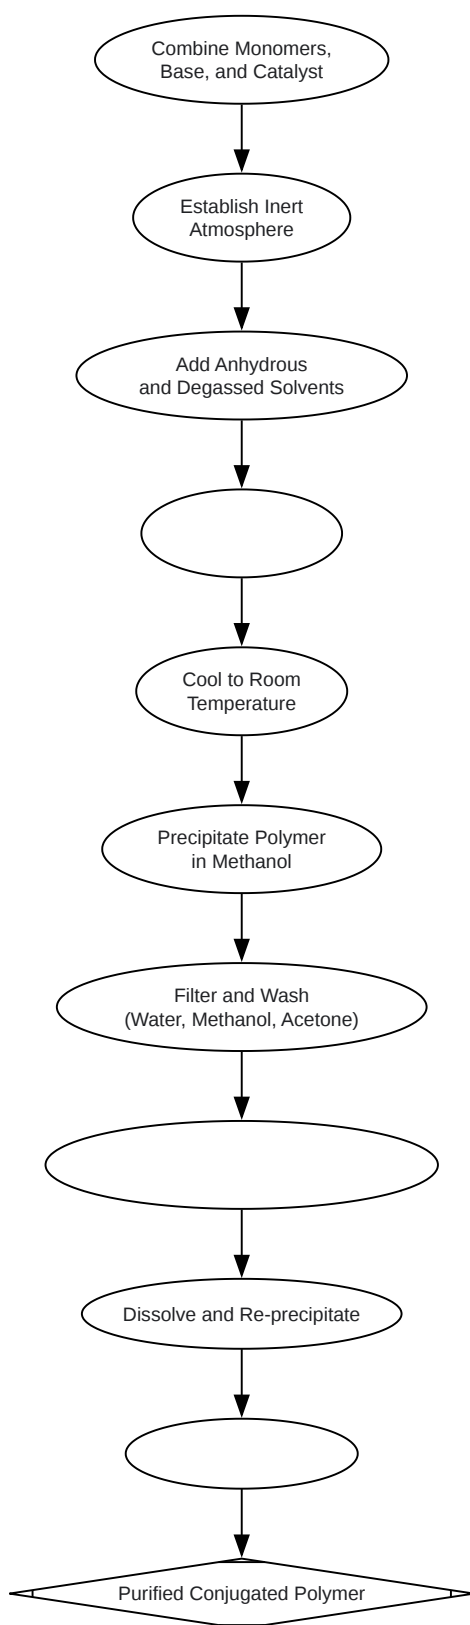 Combine Monomers,
Base, and Catalyst
Establish Inert
Atmosphere
Add Anhydrous
and Degassed Solvents
Cool to Room
Temperature
Precipitate Polymer
in Methanol
Filter and Wash
(Water, Methanol, Acetone)
Dissolve and Re-precipitate
Purified Conjugated Polymer